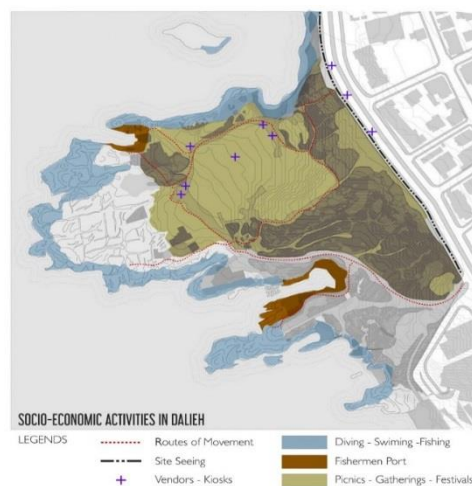 SOCIO-ECONOMIC ACTIVITIES IN DALIEH
LEGENDS
Routes of Movement
Site Seeing
Vendors - Kiosks
Diving - Swiming -Fishing
Fishermen Port
Picnics - Gatherings - Festivals